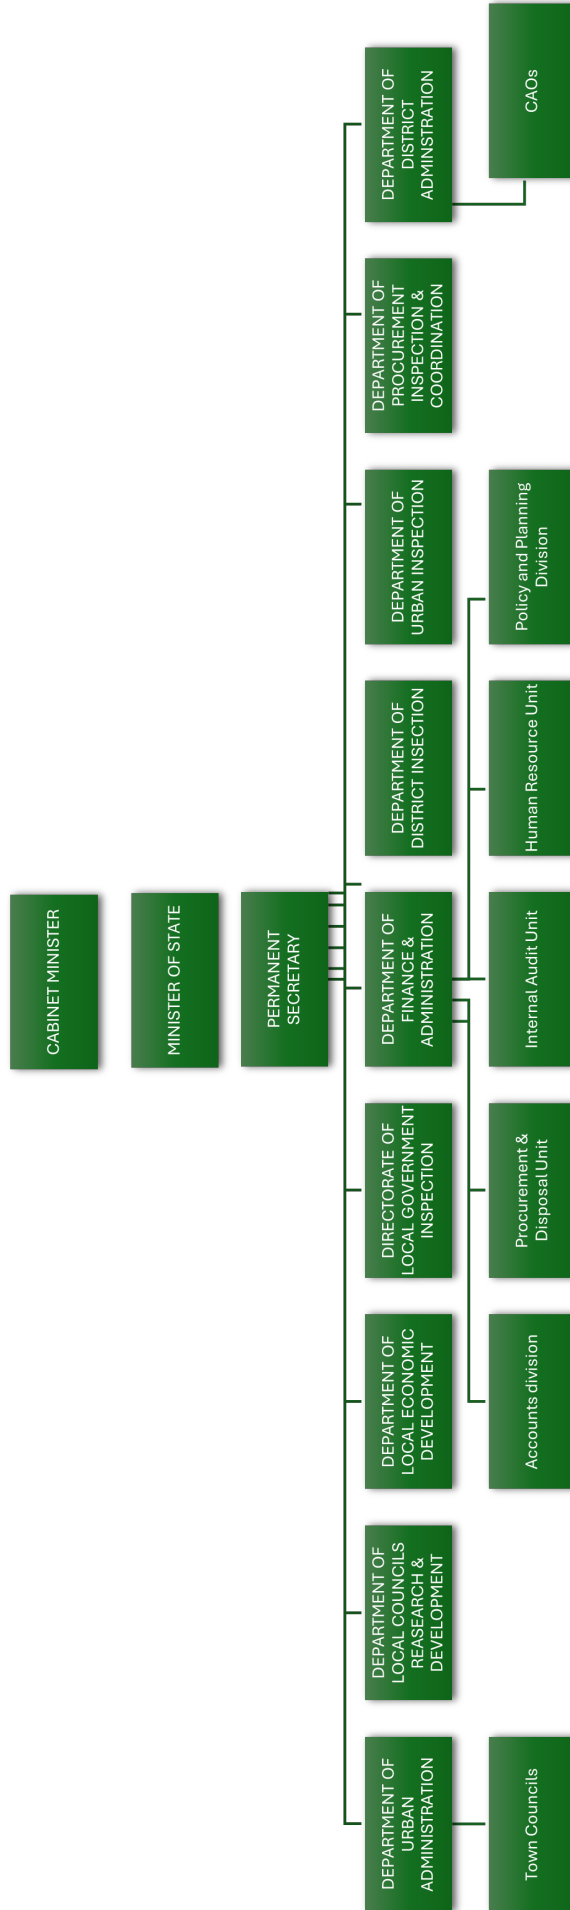 CABINET MINISTER
MINISTER OF STATE
PERMANENT
SECRETARY
DEPARTMENT OF
URBAN
ADMINISTRATION
DEPARTMENT OF
LOCAL COUNCILS
REASEARCH &
DEVELOPMENT
DEPARTMENT OF
LOCAL ECONOMIC
DEVELOPMENT
DIRECTORATE OF
LOCAL GOVERNMENT
INSPECTION
DEPARTMENT OF
FINANCE &
ADMINISTRATION
DEPARTMENT OF
DISTRICT INSECTION
DEPARTMENT OF
URBAN INSPECTION
DEPARTMENT OF
PROCUREMENT
INSPECTION &
COORDINATION
DEPARTMENT OF
DISTRICT
ADMINSTRATION
Town Councils
Accounts division
Procurement &
Disposal Unit
Internal Audit Unit
Human Resource Unit
Policy and Planning
Division
CAOs